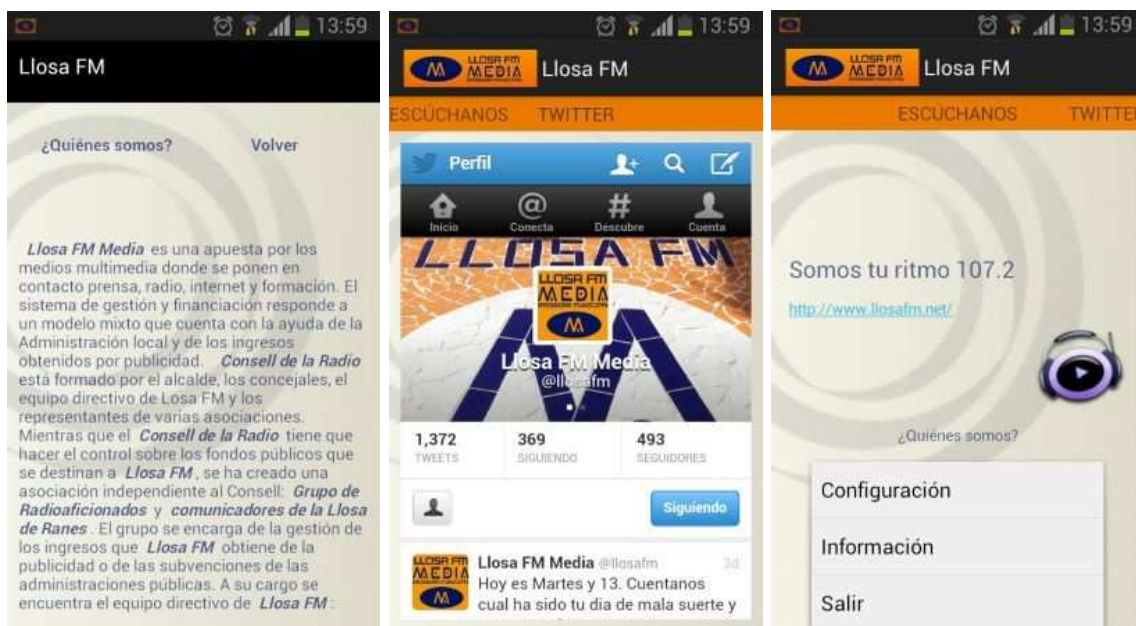 13:59
Llosa FM
¿Quiénes somos? Volver
Llosa FM Media es una apuesta por los
medios multimedia donde se ponen en
contacto prensa, radio, internet y formación. El
sistema de gestión y financiación responde a
un modelo mixto que cuenta con la ayuda de la
Administración local y de los ingresos
obtenidos por publicidad. Consell de la Radio
está formado por el alcalde, los concejales, el
equipo directivo de Losa FM y los
representantes de varias asociaciones.
Mientras que el Consell de la Radio tiene que
hacer el control sobre los fondos públicos que
se destinan a Llosa FM, se ha creado una
asociación independiente al Consell: Grupo de
Radioaficionados y comunicadores de la Llosa
de Ranes. El grupo se encarga de la gestión de
los ingresos que Llosa FM obtiene de la
publicidad o de las subvenciones de las
administraciones públicas. A su cargo se
encuentra el equipo directivo de Llosa FM:
13:59
LLOSA FM
MEDIA
Llosa FM
ESCÚCHANOS TWITTER
Perfil
Inicio Conecta Descubre Cuenta
LLOSA FM
LLOSA FM
MEDIA
Llosa FM Media
@llosafm
1,372 369 493
TWEETS SIGUIENDO SEGUIDORES
Siguiendo
LLOSA FM
MEDIA
Llosa FM Media @llosafm 3d
Hoy es Martes y 13. Cuentanos
cual ha sido tu dia de mala suerte y
13:59
LLOSA FM
MEDIA
Llosa FM
ESCÚCHANOS TWITTER
Somos tu ritmo 107.2
http://www.llosafm.net/
¿Quiénes somos?
Configuración
Información
Salir